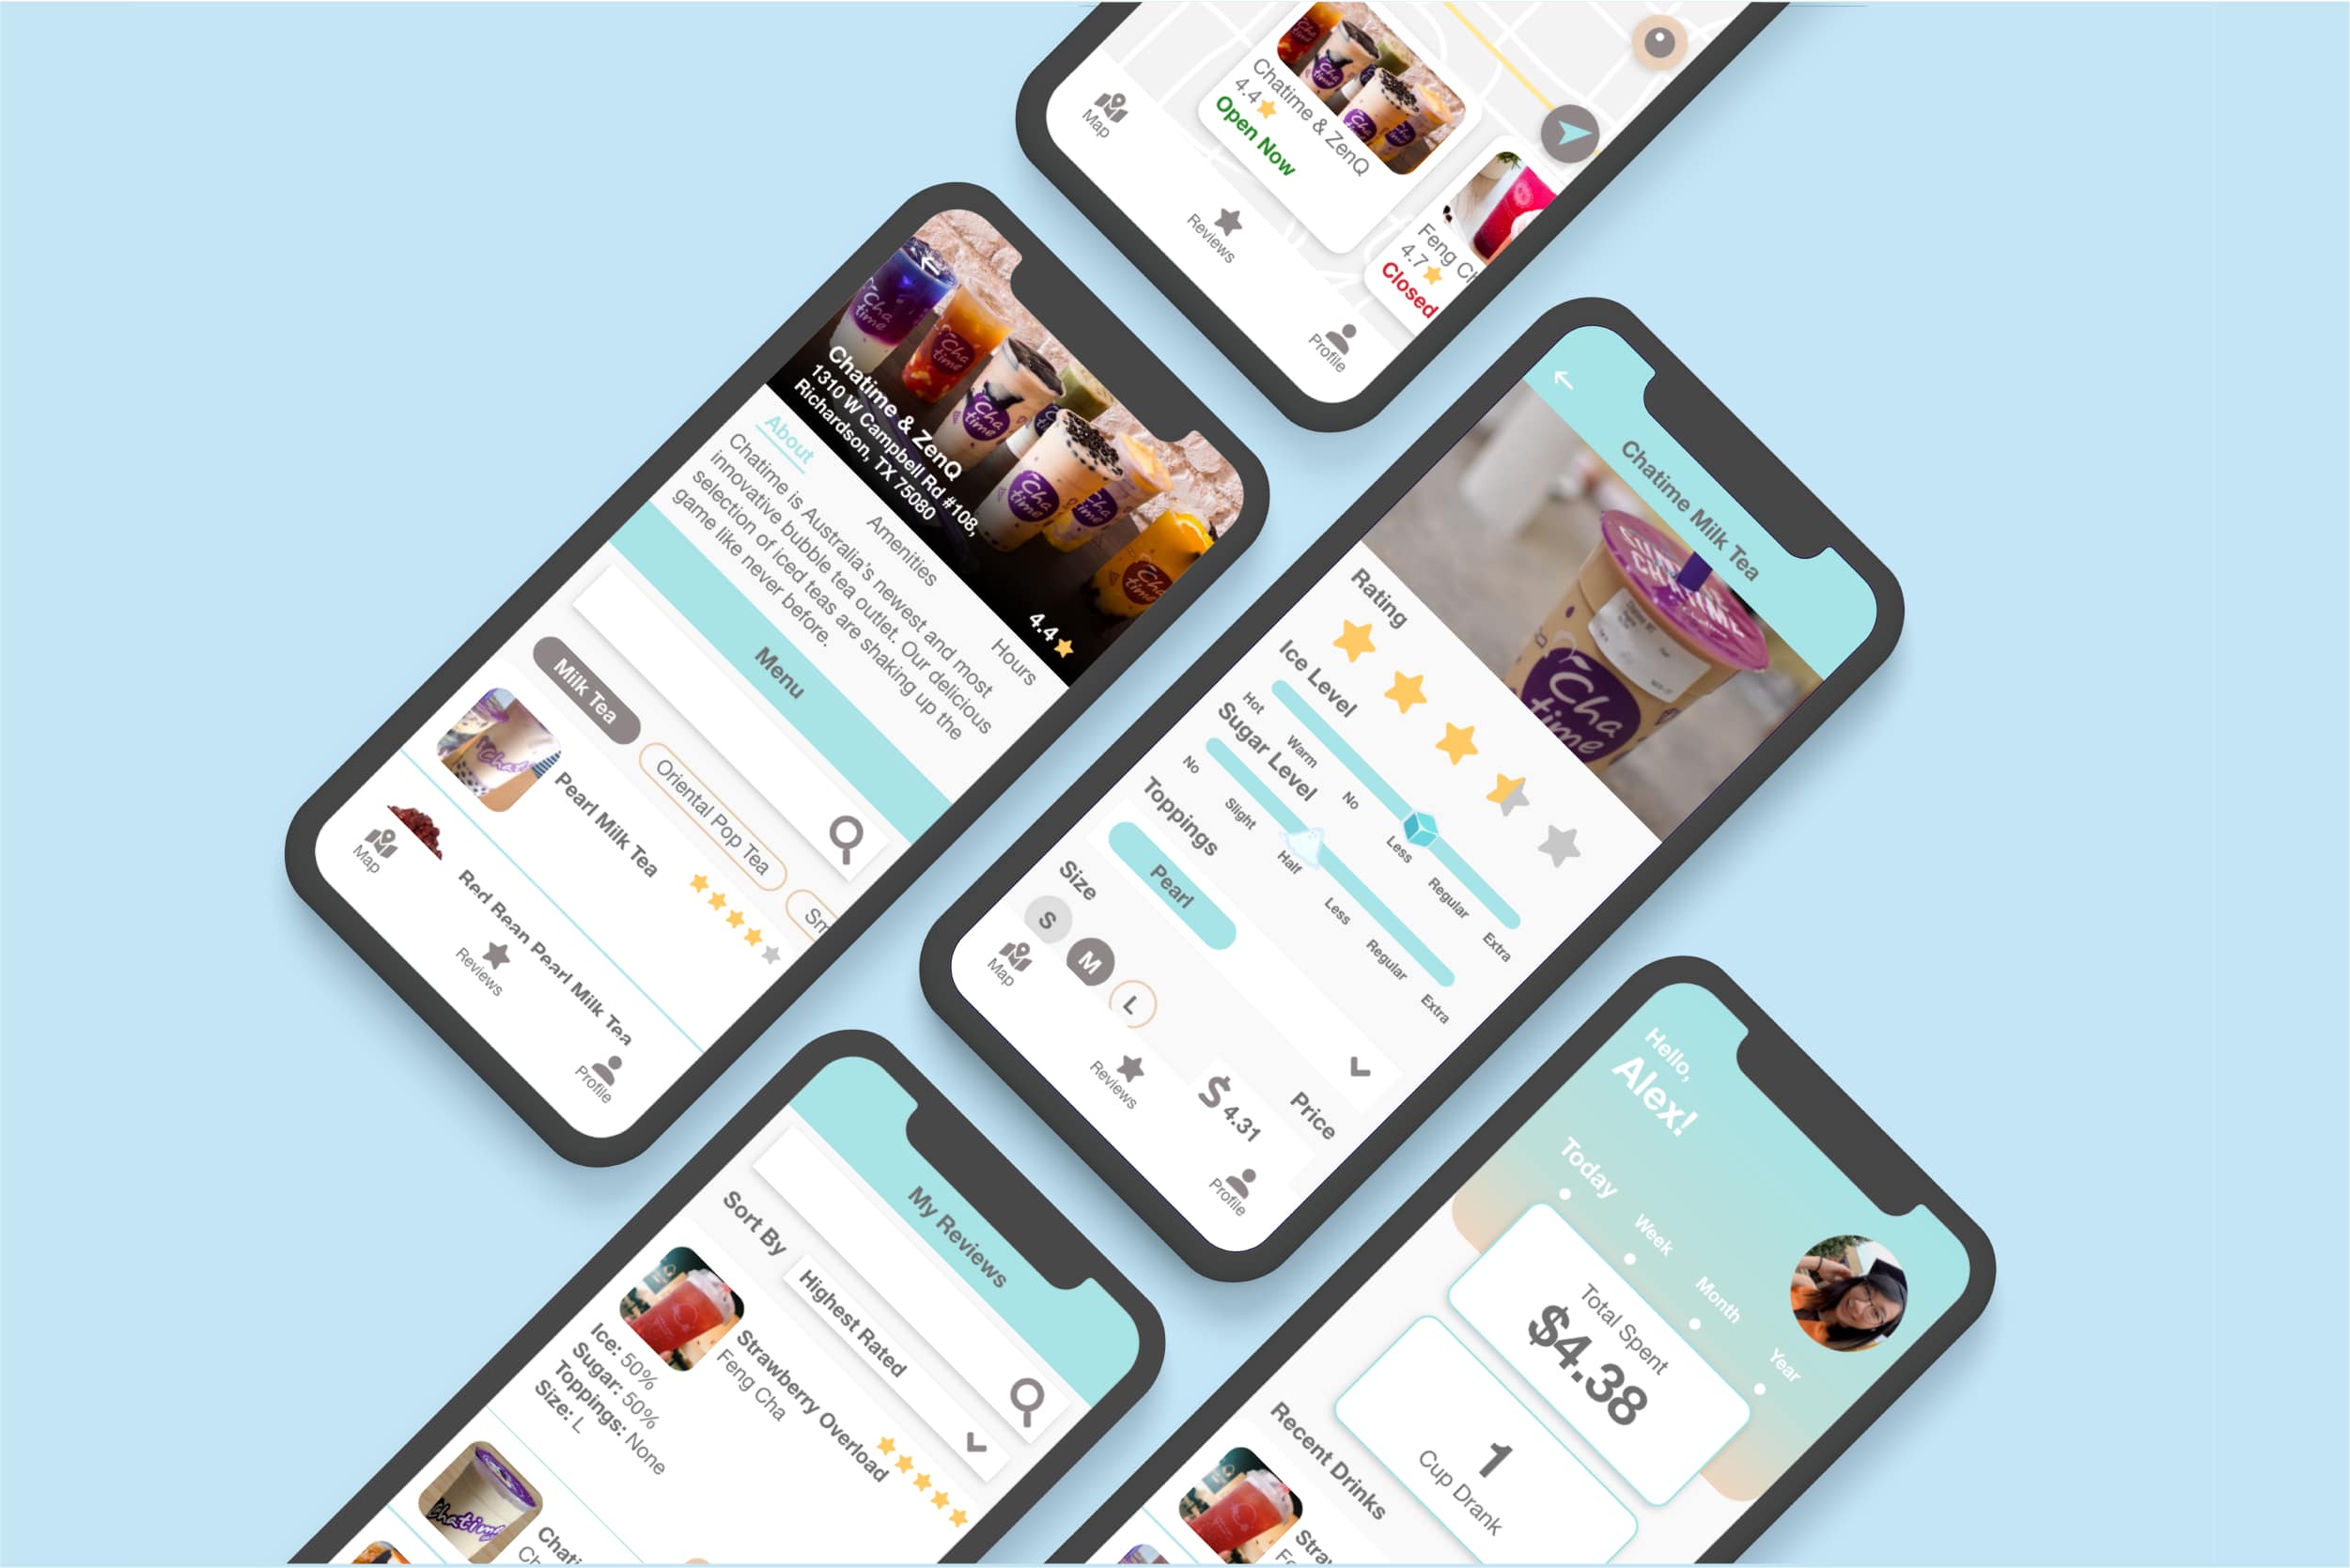 Chatime & ZenQ
4.4
Open Now
Feng Ch
4.7
Closed
Map
Reviews
Profile
Cha
time
Chatime & ZenQ
1310 W Campbell Rd #108,
Richardson, TX 75080
4.4
About
Amenities
Hours
Chatime is Australia's newest and most
innovative bubble tea outlet. Our delicious
selection of iced teas are shaking up the
game like never before.
Menu
Milk Tea
Oriental Pop Tea
Sm
Pearl Milk Tea
Red Bean Pearl Milk Tea
Map
Reviews
Profile
Chatime Milk Tea
Cha
time
Rating
Ice Level
Hot
Warm
No
Less
Regular
Extra
Sugar Level
No
Slight
Half
Less
Regular
Extra
Toppings
Pearl
Size
S
M
L
Price
$4.31
Map
Reviews
Profile
My Reviews
Sort By
Highest Rated
Strawberry Overload
Feng Cha
Ice: 50%
Sugar: 50%
Toppings: None
Size: L
Chatime
Chati
Ch
Hello,
Alex!
Today
Week
Month
Year
Total Spent
$4.38
1
Cup Drank
Recent Drinks
Straw
Fe